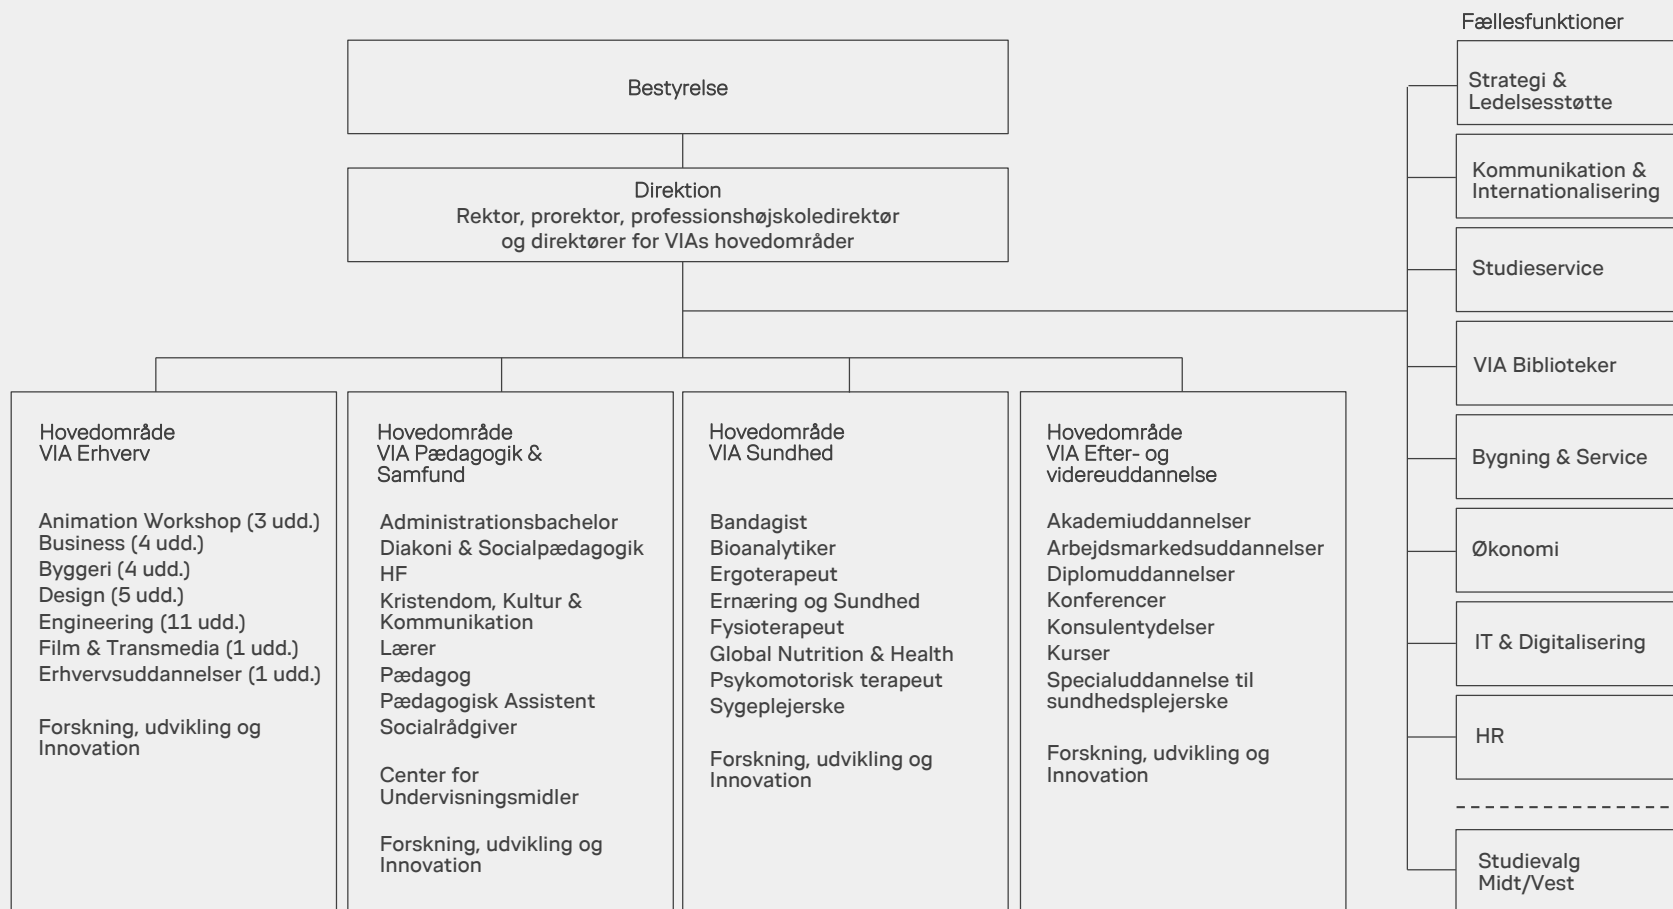 Bestyrelse
Direktion
Rektor, prorektor, professionshøjskoledirektør
og direktører for VIAs hovedområder
Hovedområde
VIA Erhverv
Animation Workshop (3 udd.)
Business (4 udd.)
Byggeri (4 udd.)
Design (5 udd.)
Engineering (11 udd.)
Film & Transmedia (1 udd.)
Erhvervsuddannelser (1 udd.)
Forskning, udvikling og
Innovation
Hovedområde
VIA Pædagogik &
Samfund
Administrationsbachelor
Diakoni & Socialpædagogik
HF
Kristendom, Kultur &
Kommunikation
Lærer
Pædagog
Pædagogisk Assistent
Socialrådgiver
Center for
Undervisningsmidler
Forskning, udvikling og
Innovation
Hovedområde
VIA Sundhed
Bandagist
Bioanalytiker
Ergoterapeut
Ernæring og Sundhed
Fysioterapeut
Global Nutrition & Health
Psykomotorisk terapeut
Sygeplejerske
Forskning, udvikling og
Innovation
Hovedområde
VIA Efter- og
videreuddannelse
Akademiuddannelser
Arbejdsmarkedsuddannelser
Diplomuddannelser
Konferencer
Konsulentydelser
Kurser
Specialuddannelse til
sundhedsplejerske
Forskning, udvikling og
Innovation
Fællesfunktioner
Strategi &
Ledelsesstøtte
Kommunikation &
Internationalisering
Studieservice
VIA Biblioteker
Bygning & Service
Økonomi
IT & Digitalisering
HR
Studievalg
Midt/Vest